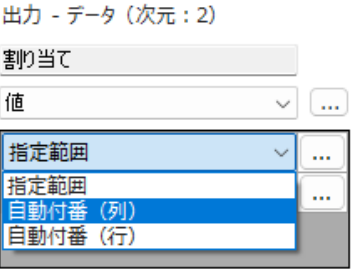 出力 - データ（次元：2）
割り当て
値
...
指定範囲
...
指定範囲
...
自動付番（列）
自動付番（行）